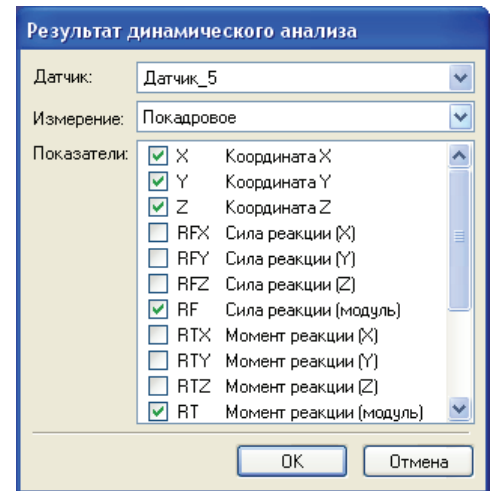 Результат динамического анализа
Датчик: Датчик_5
Измерение: Покадровое
Показатели: X Координата X
Y Координата Y
Z Координата Z
RFX Сила реакции (X)
RFY Сила реакции (Y)
RFZ Сила реакции (Z)
RF Сила реакции (модуль)
RTX Момент реакции (X)
RTY Момент реакции (Y)
RTZ Момент реакции (Z)
RT Момент реакции (модуль)
OK Отмена